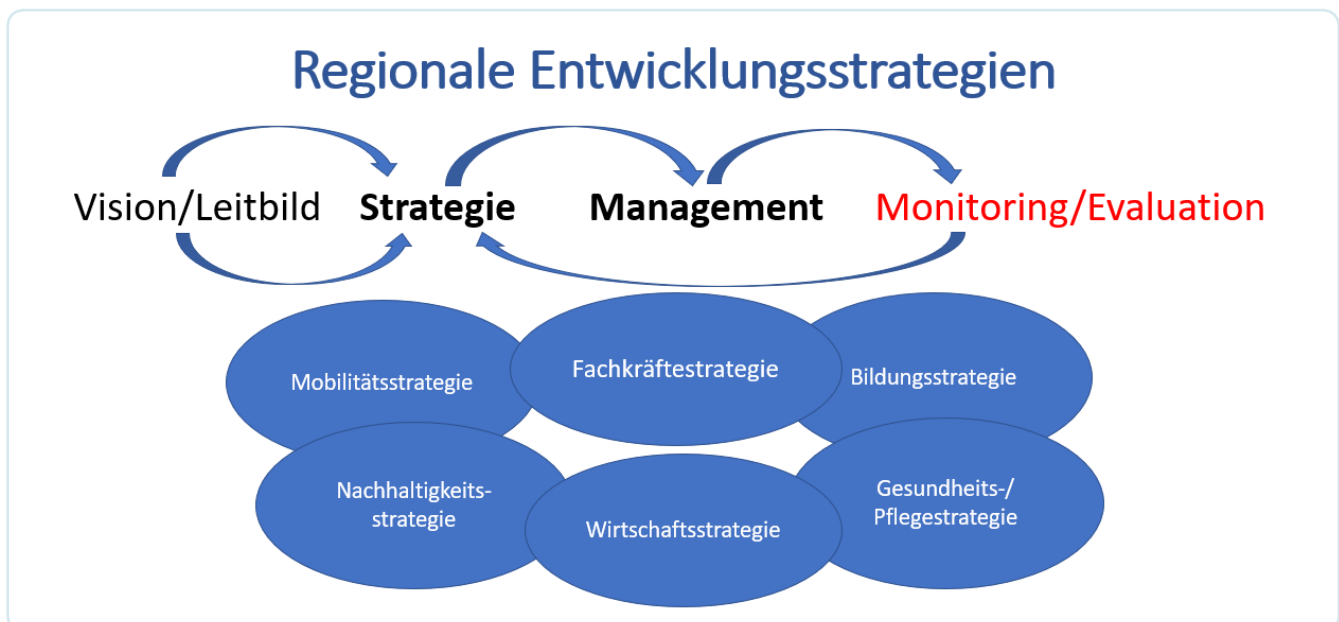 Regionale Entwicklungsstrategien
Vision/Leitbild Strategie Management Monitoring/Evaluation
Mobilitätsstrategie
Fachkräftestrategie
Bildungsstrategie
Nachhaltigkeits-
strategie
Wirtschaftsstrategie
Gesundheits-/
Pflegestrategie